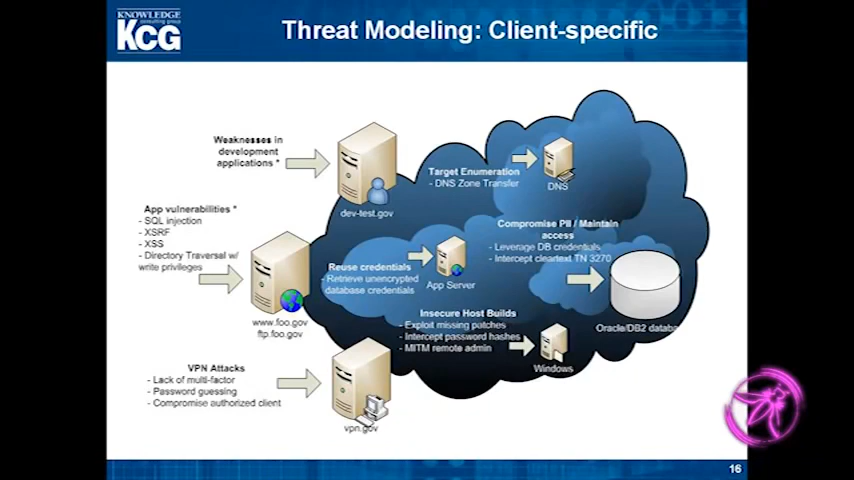 KNOWLEDGE
consulting group
KCG
Threat Modeling: Client-specific
Weaknesses in
development
applications *
dev-test.gov
Target Enumeration
- DNS Zone Transfer
DNS
App vulnerabilities *
- SQL injection
- XSRF
- XSS
- Directory Traversal w/
write privileges
www.foo.gov
ftp.foo.gov
Reuse credentials
- Retrieve unencrypted
database credentials
App Server
Compromise PII / Maintain
access
- Leverage DB credentials
- Intercept cleartext TN 3270
Oracle/DB2 databa
Insecure Host Builds
- Exploit missing patches
- Intercept password hashes
- MITM remote admin
Windows
VPN Attacks
- Lack of multi-factor
- Password guessing
- Compromise authorized client
vpn.gov
16